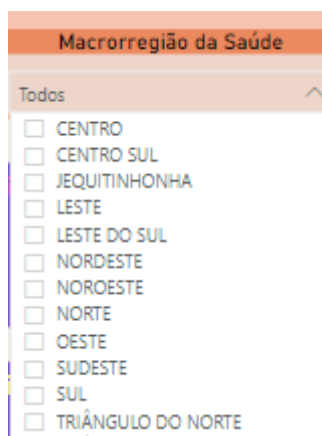 Macrorregião da Saúde
Todos
CENTRO
CENTRO SUL
JEQUITINHONHA
LESTE
LESTE DO SUL
NORDESTE
NOROESTE
NORTE
OESTE
SUDESTE
SUL
TRIÂNGULO DO NORTE